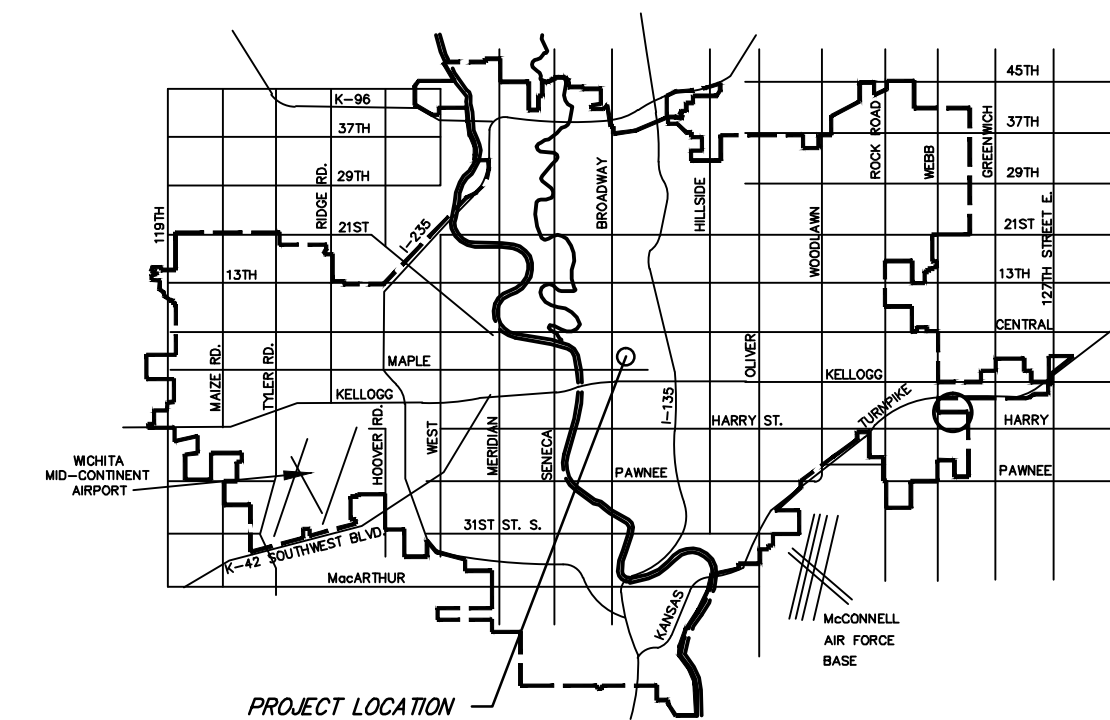 45TH
K-96
37TH
37TH
29TH
29TH
21ST
21ST
13TH
13TH
119TH
RIDGE RD.
I-235
BROADWAY
HILLSIDE
WOODLAWN
ROCK ROAD
WEBB
GREENWICH
127TH STREET E.
CENTRAL
MAPLE
KELLOGG
KELLOGG
MAIZE RD.
TYLER RD.
HOOVER RD.
WEST
MERIDIAN
SENECA
I-135
OLIVER
TURNPIKE
HARRY ST.
HARRY
PAWNEE
PAWNEE
WICHITA
MID-CONTINENT
AIRPORT
31ST ST. S.
K-42 SOUTHWEST BLVD.
MacARTHUR
KANSAS
McCONNELL
AIR FORCE
BASE
PROJECT LOCATION